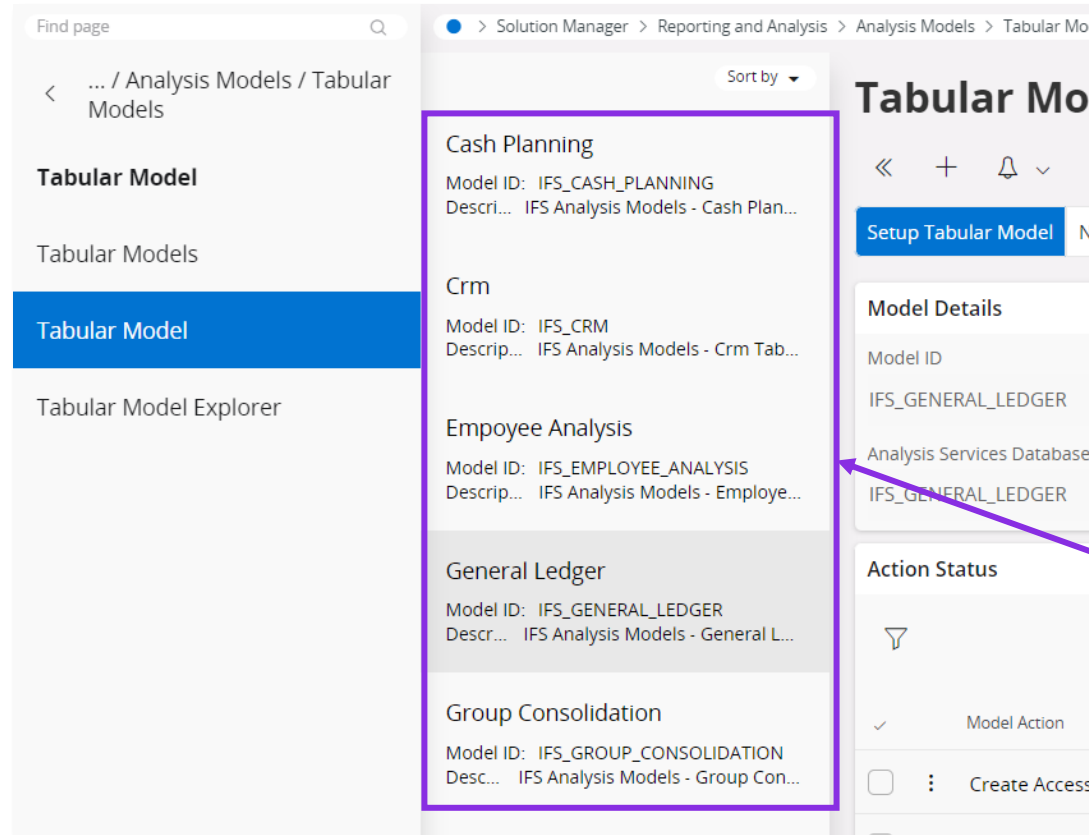 Find page
... / Analysis Models / Tabular
Models
Tabular Model
Tabular Models
Tabular Model
Tabular Model Explorer
> Solution Manager > Reporting and Analysis > Analysis Models > Tabular Mo
Sort by
Cash Planning
Model ID: IFS_CASH_PLANNING
Descri... IFS Analysis Models - Cash Plan...
Crm
Model ID: IFS_CRM
Descrip... IFS Analysis Models - Crm Tab...
Empoyee Analysis
Model ID: IFS_EMPLOYEE_ANALYSIS
Descrip... IFS Analysis Models - Employe...
General Ledger
Model ID: IFS_GENERAL_LEDGER
Descr... IFS Analysis Models - General L...
Group Consolidation
Model ID: IFS_GROUP_CONSOLIDATION
Desc... IFS Analysis Models - Group Con...
Tabular Mo
Setup Tabular Model N
Model Details
Model ID
IFS_GENERAL_LEDGER
Analysis Services Database
IFS_GENERAL_LEDGER
Action Status
Model Action
Create Access